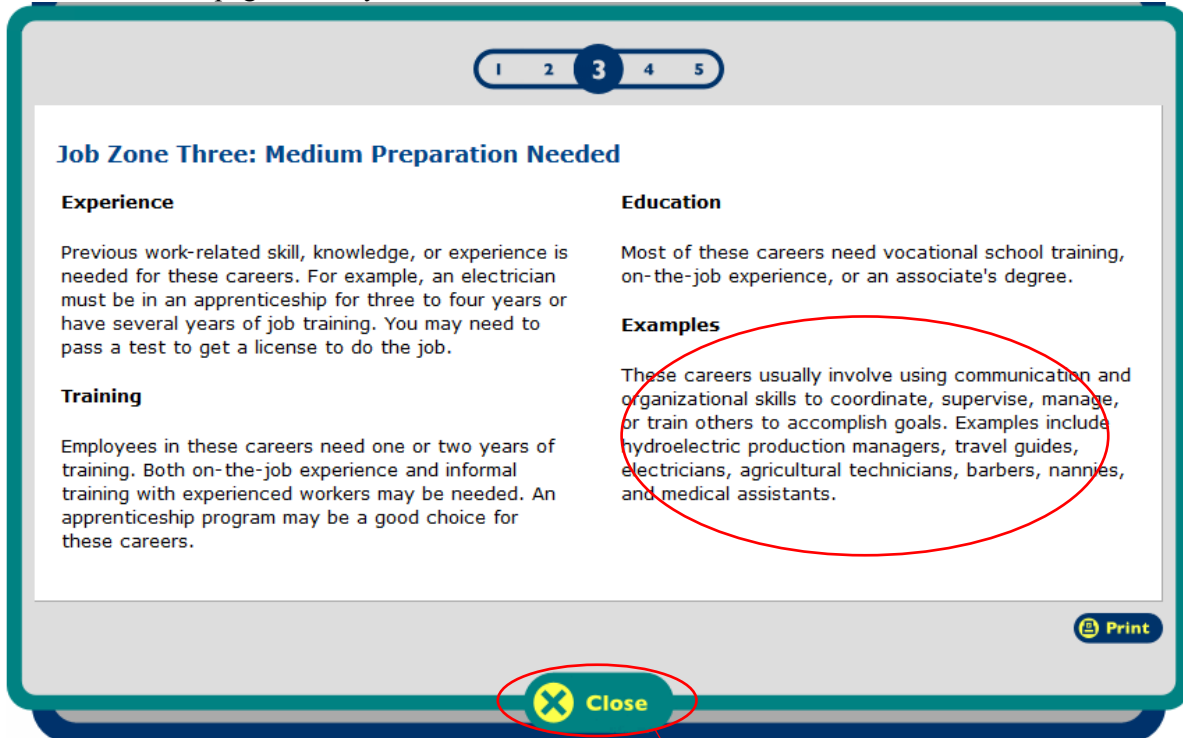 1 2 3 4 5
Job Zone Three: Medium Preparation Needed
Experience
Previous work-related skill, knowledge, or experience is
needed for these careers. For example, an electrician
must be in an apprenticeship for three to four years or
have several years of job training. You may need to
pass a test to get a license to do the job.
Training
Employees in these careers need one or two years of
training. Both on-the-job experience and informal
training with experienced workers may be needed. An
apprenticeship program may be a good choice for
these careers.
Education
Most of these careers need vocational school training,
on-the-job experience, or an associate's degree.
Examples
These careers usually involve using communication and
organizational skills to coordinate, supervise, manage,
or train others to accomplish goals. Examples include
hydroelectric production managers, travel guides,
electricians, agricultural technicians, barbers, nannies,
and medical assistants.
Print
Close